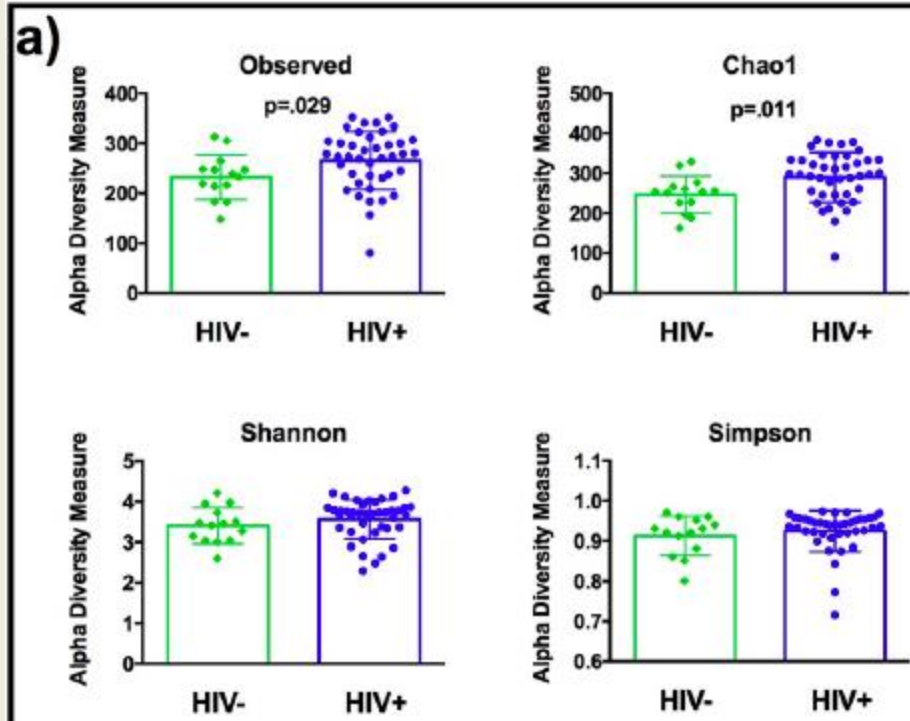 a)
Observed
Alpha Diversity Measure
400
300
200
100
0
p=.029
HIV-
HIV+
Chao1
Alpha Diversity Measure
500
400
300
200
100
0
p=.011
HIV-
HIV+
Shannon
Alpha Diversity Measure
5
4
3
2
1
0
HIV-
HIV+
Simpson
Alpha Diversity Measure
1.1
1.0
0.9
0.8
0.7
0.6
HIV-
HIV+